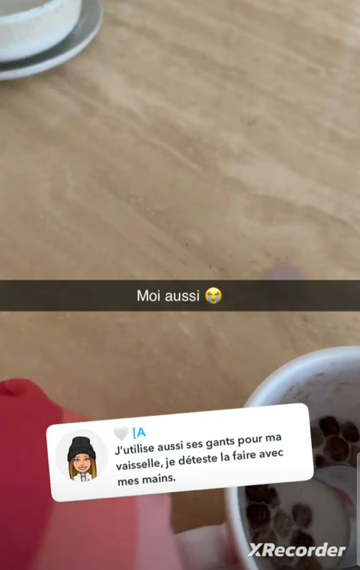 Moi aussi 😭
🤍 [A
J'utilise aussi ses gants pour ma
vaisselle, je déteste la faire avec
mes mains.
XRecorder